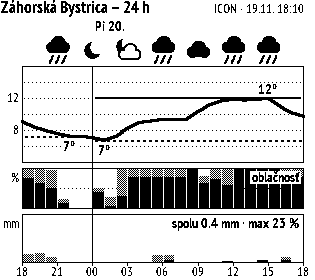 Záhorská Bystrica – 24 h
ICON · 19.11. 18:10
Pi 20.
12°
12
8
7°
7°
%
oblačnosť
mm
spolu 0.4 mm · max 23 %
18 21 00 03 06 09 12 15 18